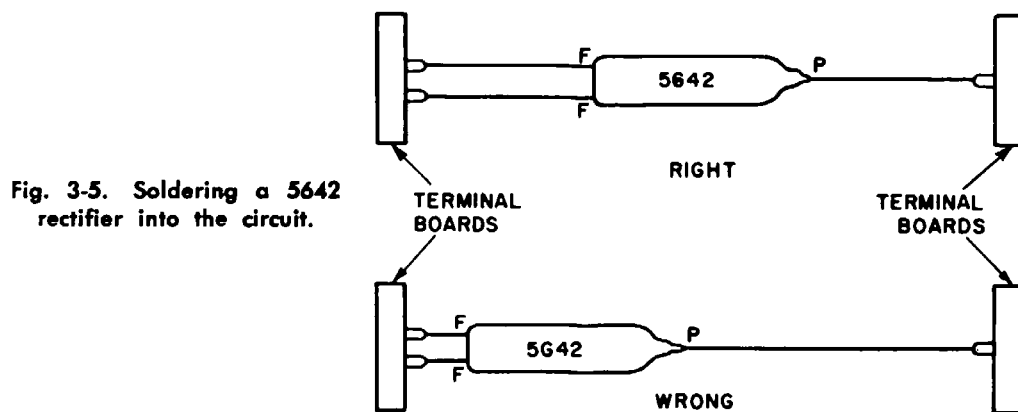 F
5642
P
F
RIGHT
Fig. 3-5. Soldering a 5642
rectifier into the circuit.
TERMINAL
BOARDS
TERMINAL
BOARDS
F
5G42
P
F
WRONG